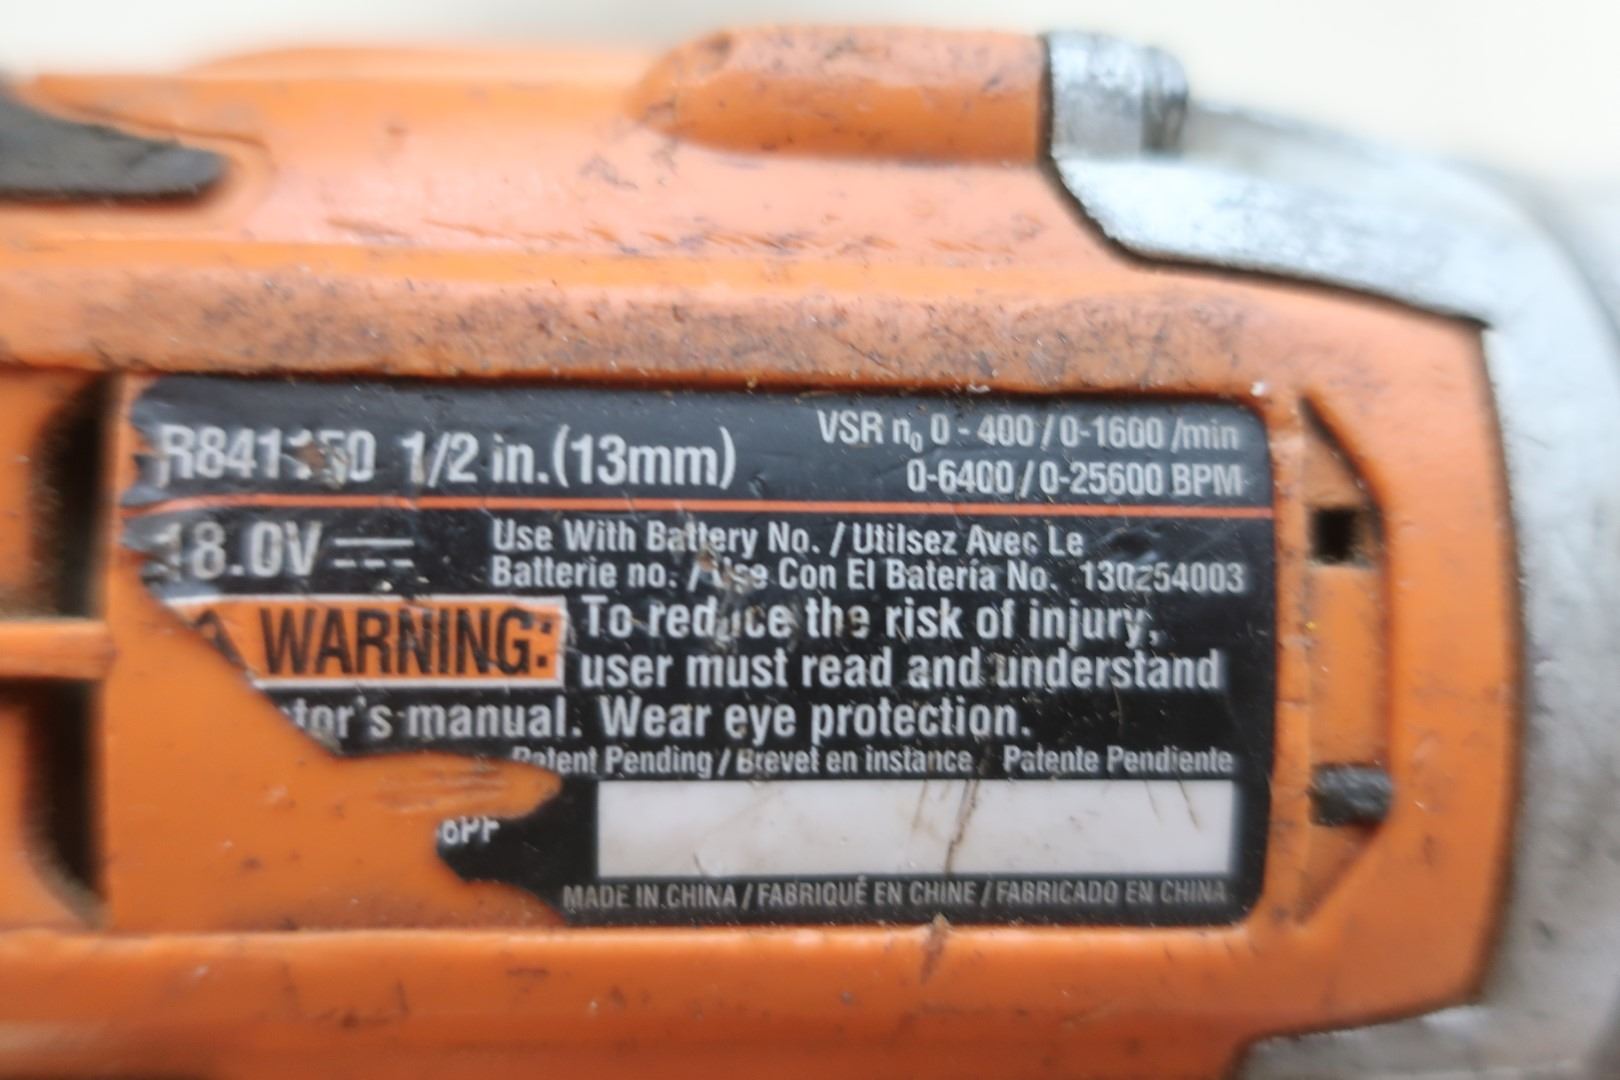 1/2 in. (13mm)
VSR n₀ 0 - 400 / 0-1600 /min
0-6400 / 0-25600 BPM
18.0V
Use With Battery No. / Utilsez Avec Le
Batterie no. / Use Con El Bateria No. 130254003
WARNING: To reduce the risk of injury,
user must read and understand
manual. Wear eye protection.
Patent Pending / Brevet en instance Patente Pendiente
MADE IN CHINA / FABRIQUÉ EN CHINE / FABRICADO EN CHINA